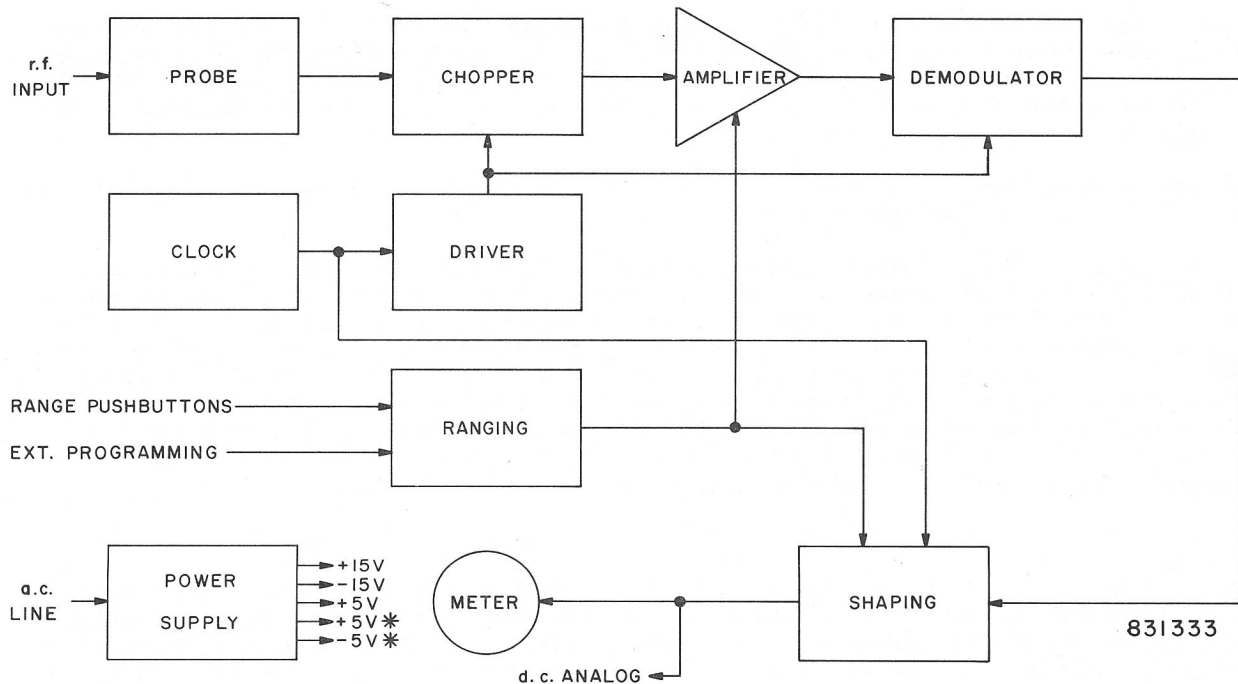 r.f.
INPUT
PROBE
CHOPPER
AMPLIFIER
DEMODULATOR
CLOCK
DRIVER
RANGE PUSHBUTTONS
EXT. PROGRAMMING
RANGING
a.c.
LINE
POWER
SUPPLY
+15V
-15V
+5V
+5V*
-5V*
METER
SHAPING
d.c. ANALOG
831333